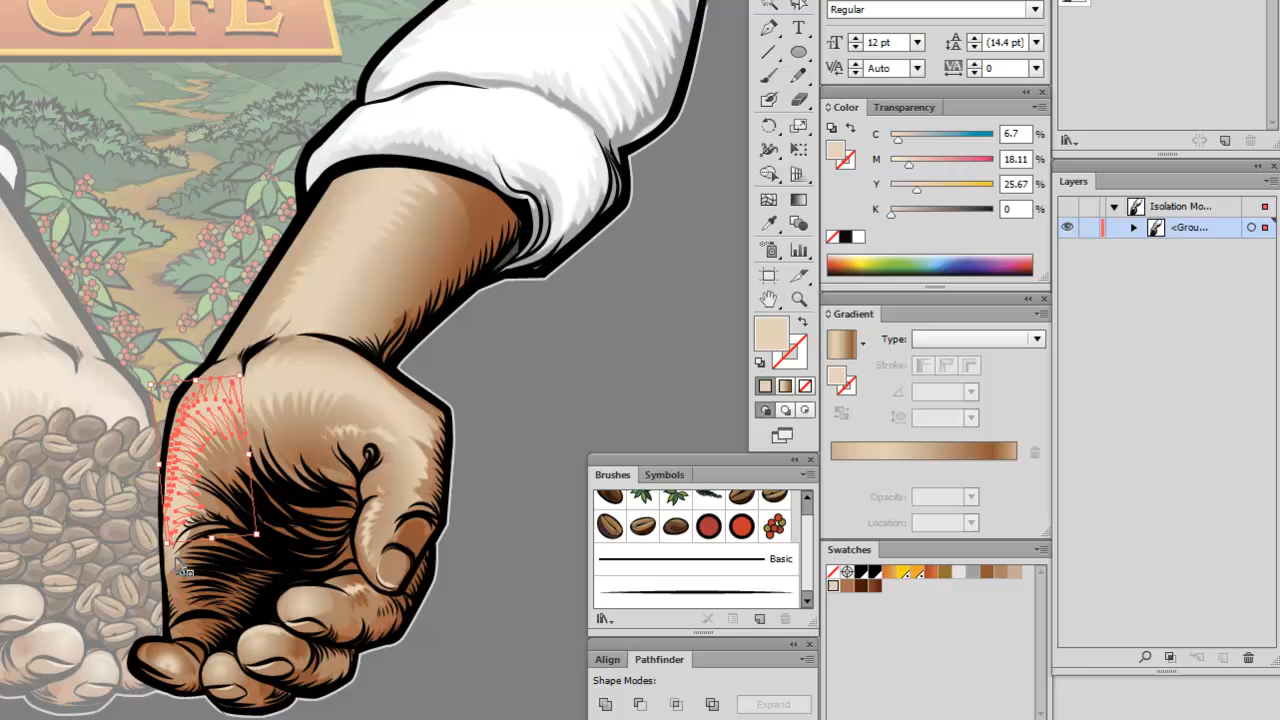 CAFE
Regular
12 pt
(14.4 pt)
Auto
0
Color
Transparency
C
6.7
%
M
18.11
%
Y
25.67
%
K
0
%
Layers
Isolation Mo...
<Grou...
Gradient
Type:
Stroke:
Opacity:
Location:
Brushes
Symbols
Basic
Swatches
Align
Pathfinder
Shape Modes:
Expand